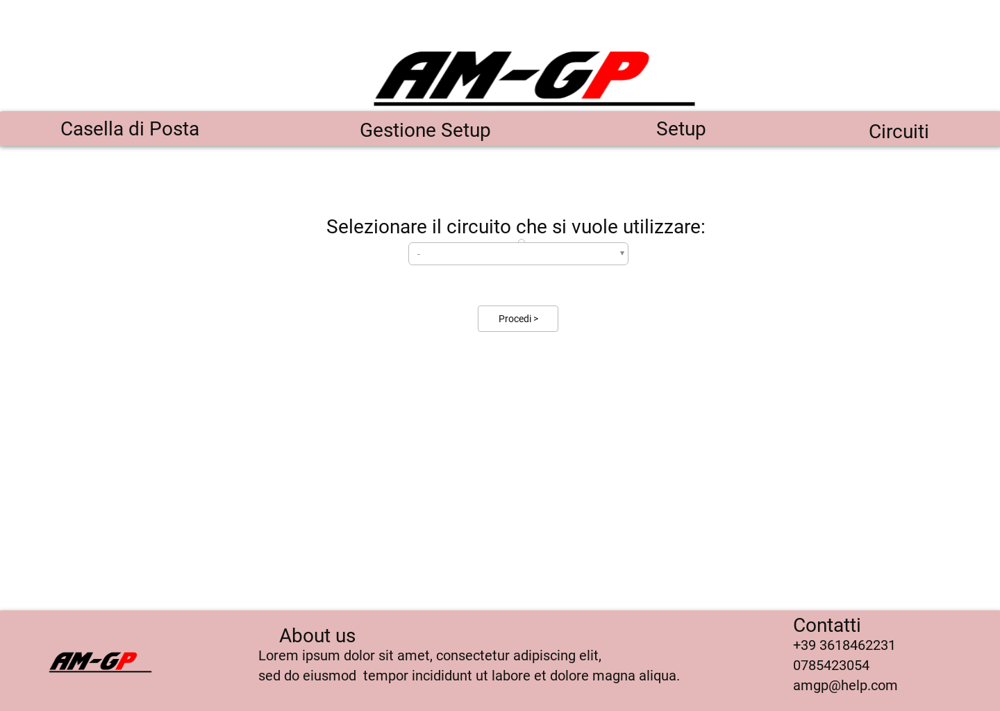 AM-GP
Casella di Posta
Gestione Setup
Setup
Circuiti
Selezionare il circuito che si vuole utilizzare:
-
Procedi >
AM-GP
About us
Lorem ipsum dolor sit amet, consectetur adipiscing elit,
sed do eiusmod  tempor incididunt ut labore et dolore magna aliqua.
Contatti
+39 3618462231
0785423054
amgp@help.com